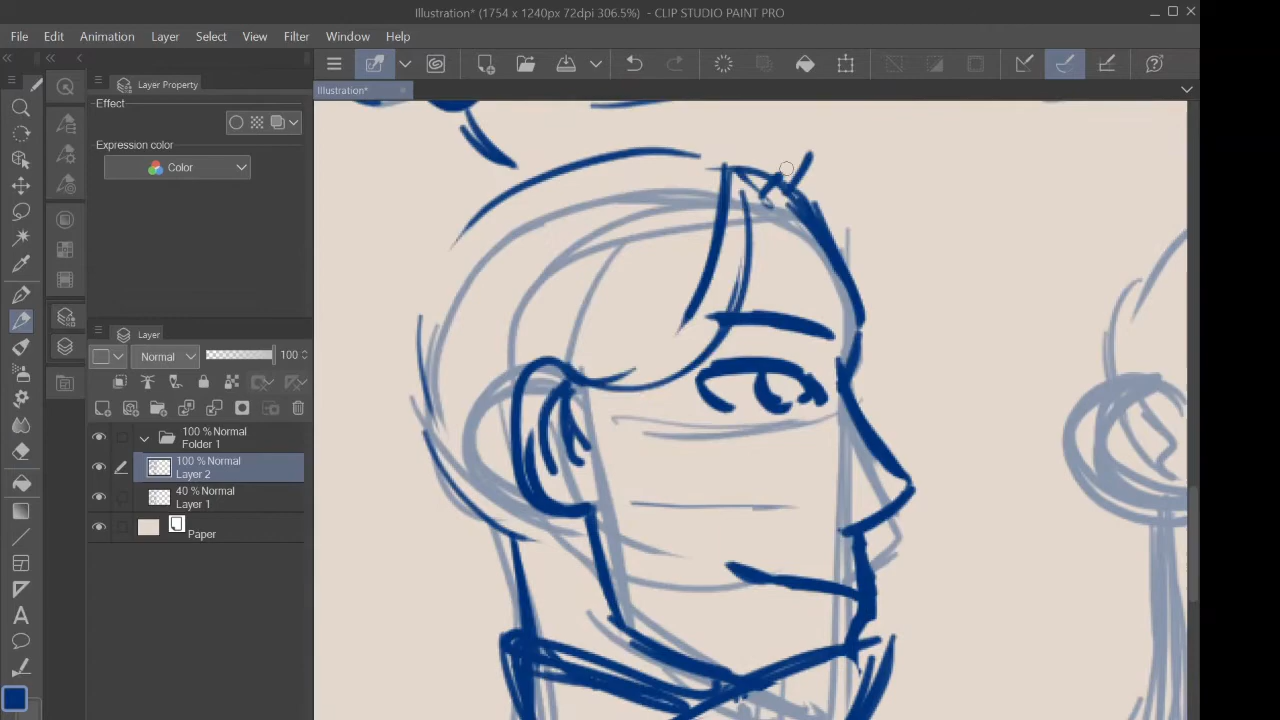 Illustration* (1754 x 1240px 72dpi 306.5%) - CLIP STUDIO PAINT PRO
File Edit Animation Layer Select View Filter Window Help
Illustration*
Layer Property
Effect
Expression color
Color
Layer
Normal 100
100 % Normal
Folder 1
100 % Normal
Layer 2
40 % Normal
Layer 1
Paper